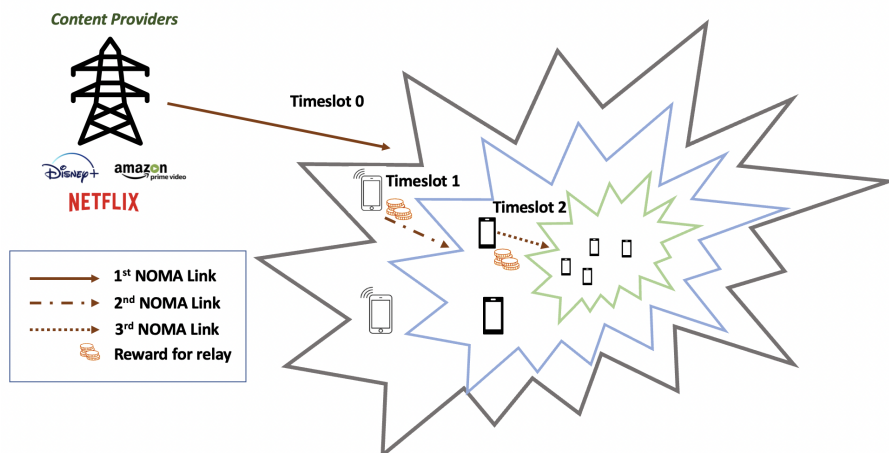 Content Providers
Timeslot 0
Disney+
amazon
prime video
NETFLIX
Timeslot 1
Timeslot 2
1st NOMA Link
2nd NOMA Link
3rd NOMA Link
Reward for relay